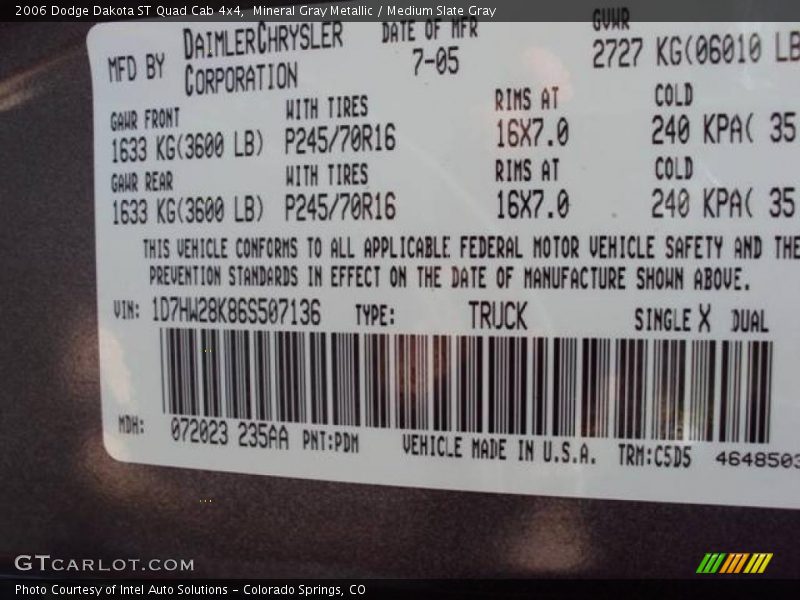 2006 Dodge Dakota ST Quad Cab 4x4,  Mineral Gray Metallic / Medium Slate Gray
MFD BY DAIMLERCHRYSLER CORPORATION DATE OF MFR 7-05 GVWR 2727 KG(06010 LB
GAWR FRONT WITH TIRES RIMS AT COLD
1633 KG(3600 LB) P245/70R16 16X7.0 240 KPA( 35
GAWR REAR WITH TIRES RIMS AT COLD
1633 KG(3600 LB) P245/70R16 16X7.0 240 KPA( 35
THIS VEHICLE CONFORMS TO ALL APPLICABLE FEDERAL MOTOR VEHICLE SAFETY AND THE
PREVENTION STANDARDS IN EFFECT ON THE DATE OF MANUFACTURE SHOWN ABOVE.
VIN: 1D7HW28K86S507136 TYPE: TRUCK SINGLE X DUAL
MDH: 072023 235AA PNT:PDM VEHICLE MADE IN U.S.A. TRM:C5D5 4648503
GTCARLOT.COM
Photo Courtesy of Intel Auto Solutions – Colorado Springs, CO